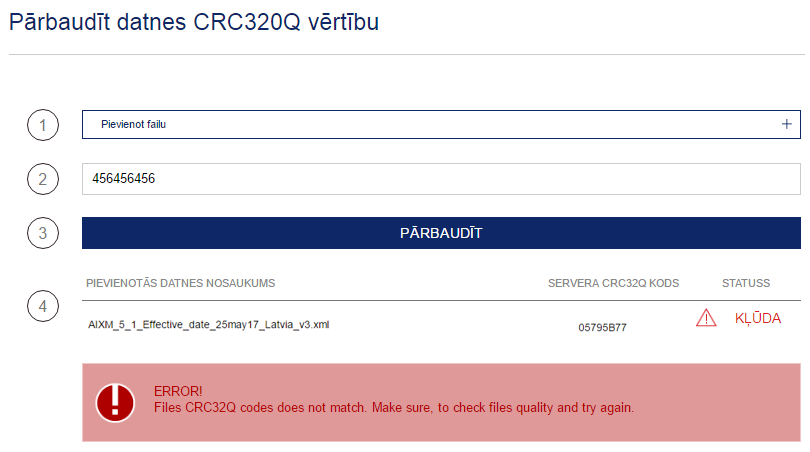 Pārbaudīt datnes CRC320Q vērtību
1
Pievienot failu
+
2
456456456
3
PĀRBAUDĪT
PIEVIENOTĀS DATNES NOSAUKUMS SERVERA CRC32Q KODS STATUSS
4
AIXM_5_1_Effective_date_25may17_Latvia_v3.xml 05795B77 KĻŪDA
ERROR!
Files CRC32Q codes does not match. Make sure, to check files quality and try again.